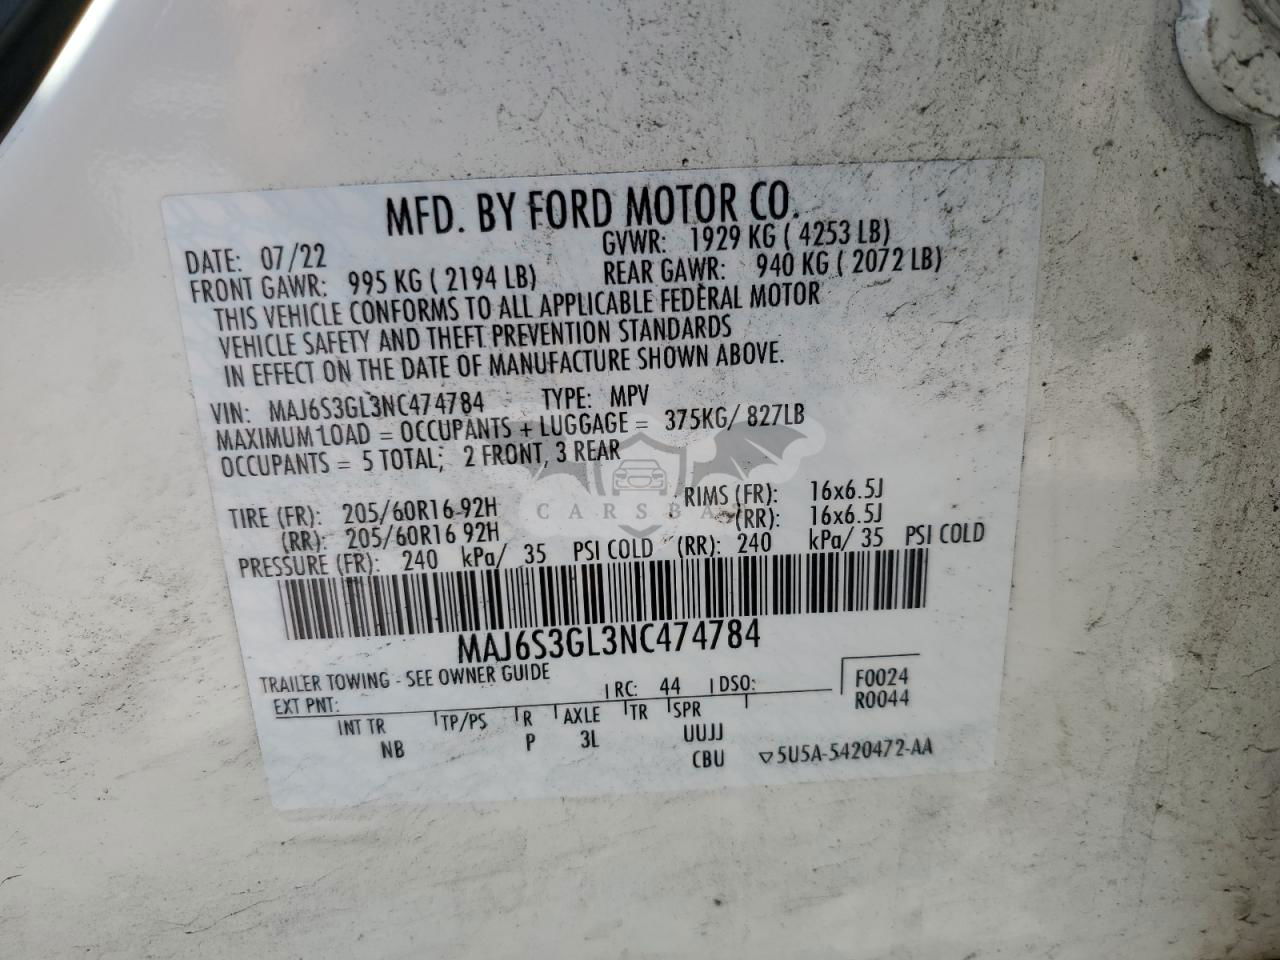 MFD. BY FORD MOTOR CO.
DATE: 07/22 GVWR: 1929 KG ( 4253 LB)
FRONT GAWR: 995 KG ( 2194 LB) REAR GAWR: 940 KG ( 2072 LB)
THIS VEHICLE CONFORMS TO ALL APPLICABLE FEDERAL MOTOR
VEHICLE SAFETY AND THEFT PREVENTION STANDARDS
IN EFFECT ON THE DATE OF MANUFACTURE SHOWN ABOVE.
VIN: MAJ6S3GL3NC474784 TYPE: MPV
MAXIMUM LOAD = OCCUPANTS + LUGGAGE = 375KG/ 827LB
OCCUPANTS = 5 TOTAL; 2 FRONT, 3 REAR
TIRE (FR): 205/60R16 92H RIMS (FR): 16x6.5J
(RR): 205/60R16 92H (RR): 16x6.5J
PRESSURE (FR): 240 kPa/ 35 PSI COLD (RR): 240 kPa/ 35 PSI COLD
CARSBA
MAJ6S3GL3NC474784
TRAILER TOWING - SEE OWNER GUIDE
EXT PNT: RC: 44 DSO: F0024
R0044
INT TR TP/PS R AXLE TR SPR
NB P 3L UUJJ
CBU 5U5A-5420472-AA